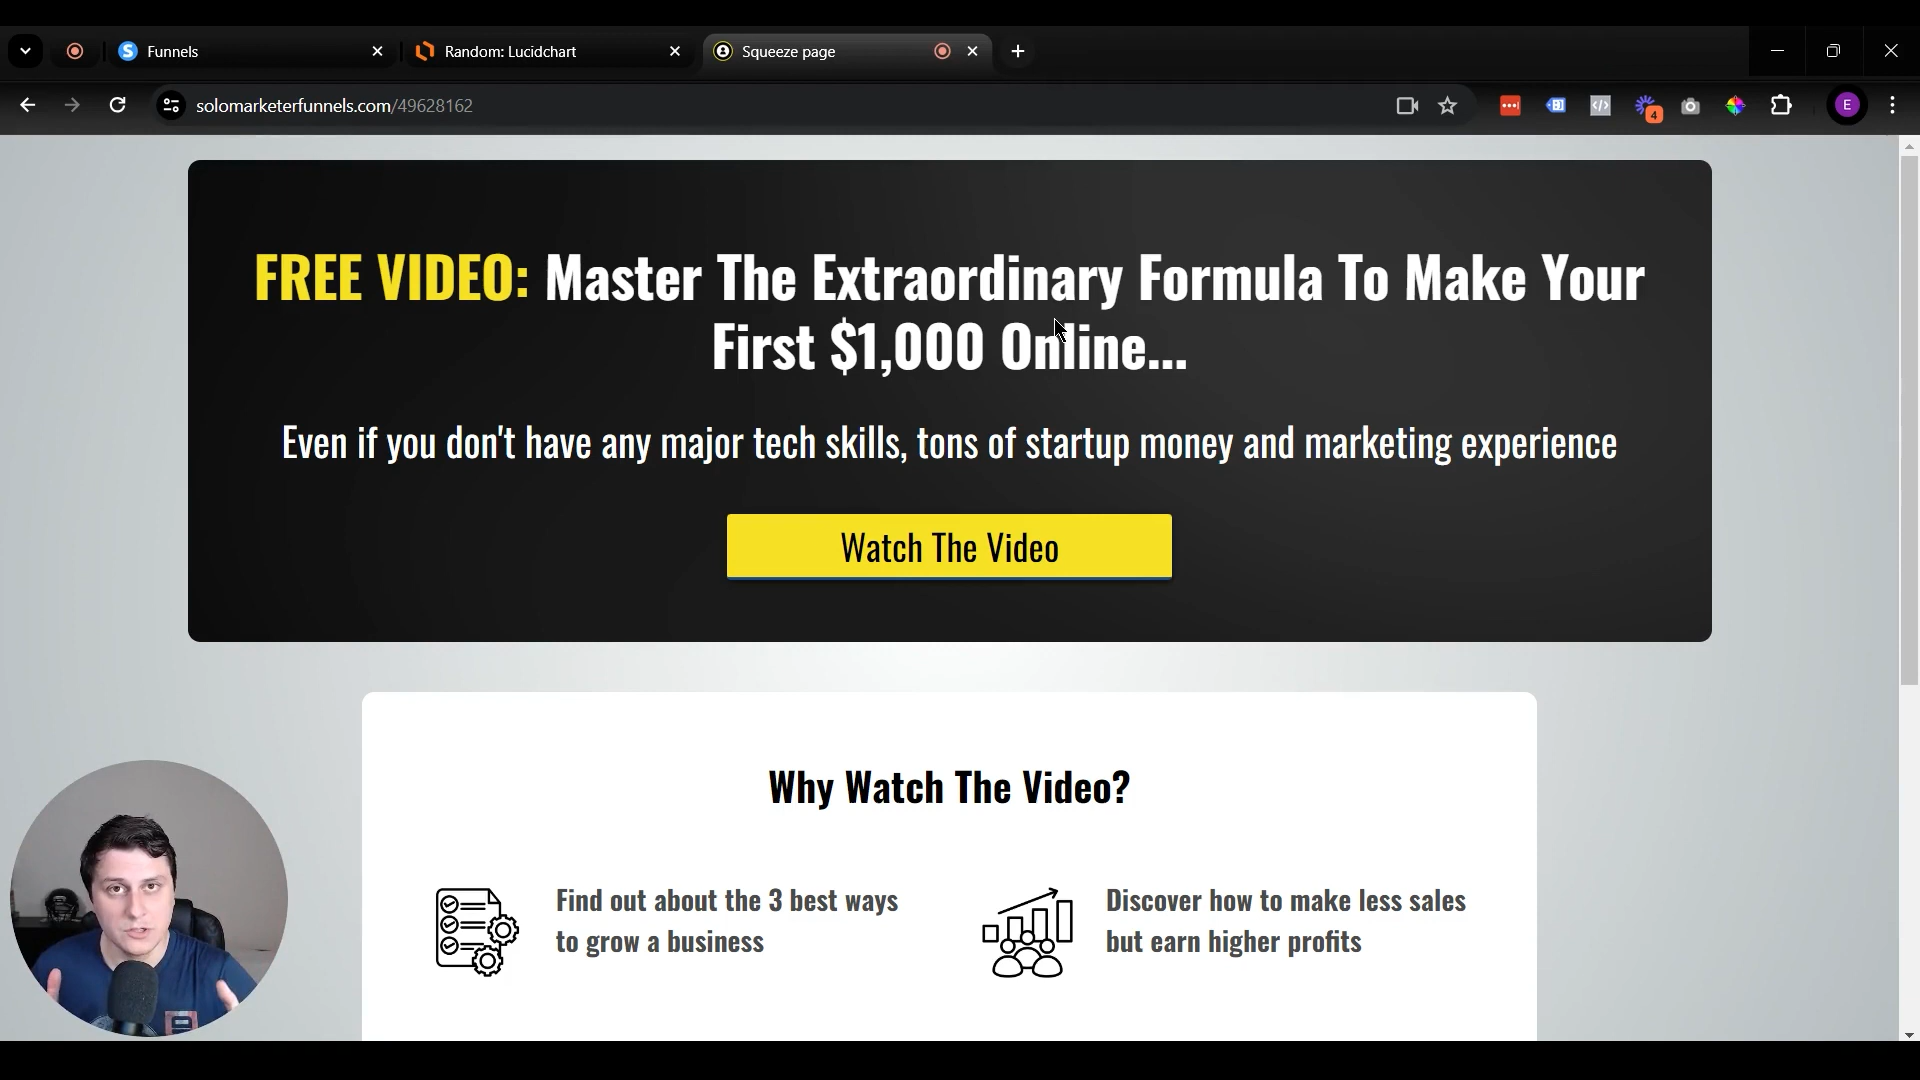 Funnels
Random: Lucidchart
Squeeze page
solomarketerfunnels.com/49628162
4
E
FREE VIDEO: Master The Extraordinary Formula To Make Your
First $1,000 Online...
Even if you don't have any major tech skills, tons of startup money and marketing experience
Watch The Video
Why Watch The Video?
Find out about the 3 best ways
to grow a business
Discover how to make less sales
but earn higher profits